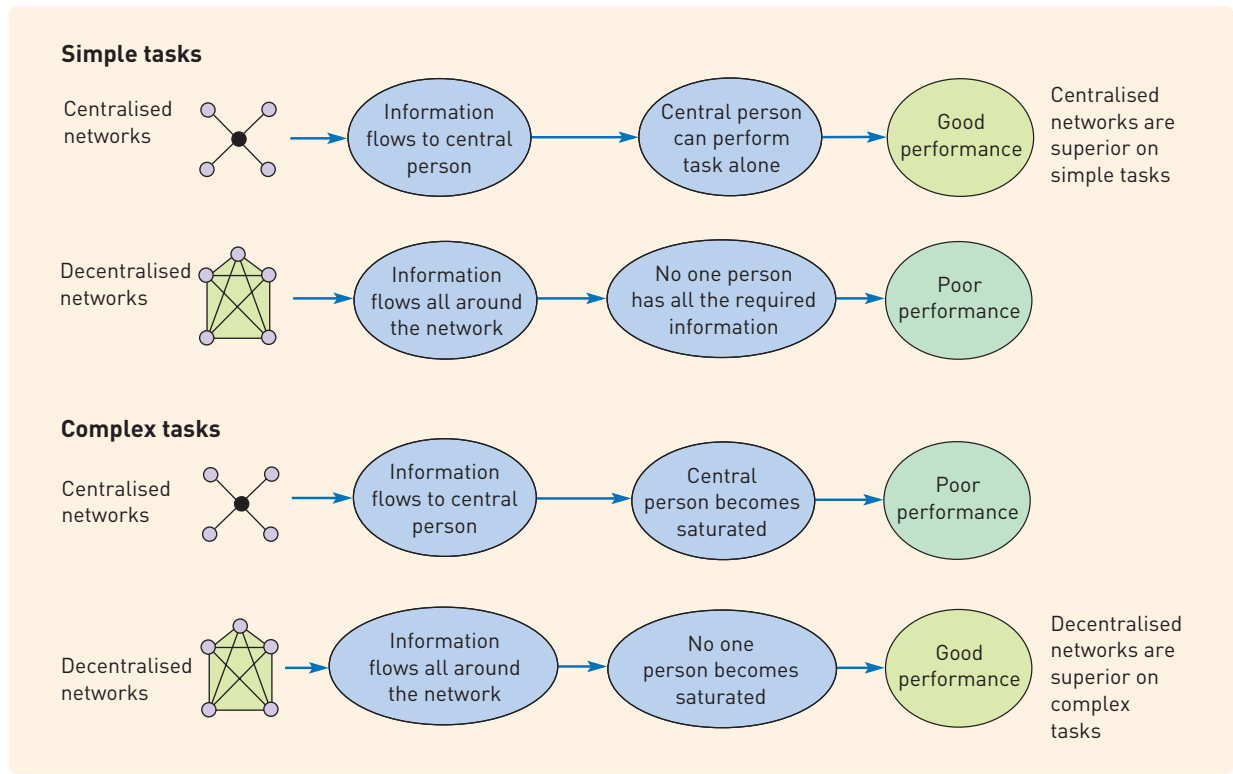 Simple tasks
Centralised
networks
Information
flows to central
person
Central person
can perform
task alone
Good
performance
Centralised
networks are
superior on
simple tasks
Decentralised
networks
Information
flows all around
the network
No one person
has all the required
information
Poor
performance
Complex tasks
Centralised
networks
Information
flows to central
person
Central
person becomes
saturated
Poor
performance
Decentralised
networks
Information
flows all around
the network
No one
person becomes
saturated
Good
performance
Decentralised
networks are
superior on
complex
tasks